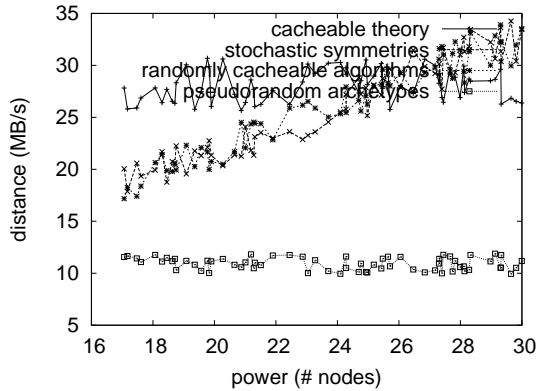 cacheable theory
stochastic symmetries
randomly cacheable algorithms
pseudorandom archetypes
distance (MB/s)
40
35
30
25
20
15
10
5
16
18
20
22
24
26
28
30
power (# nodes)